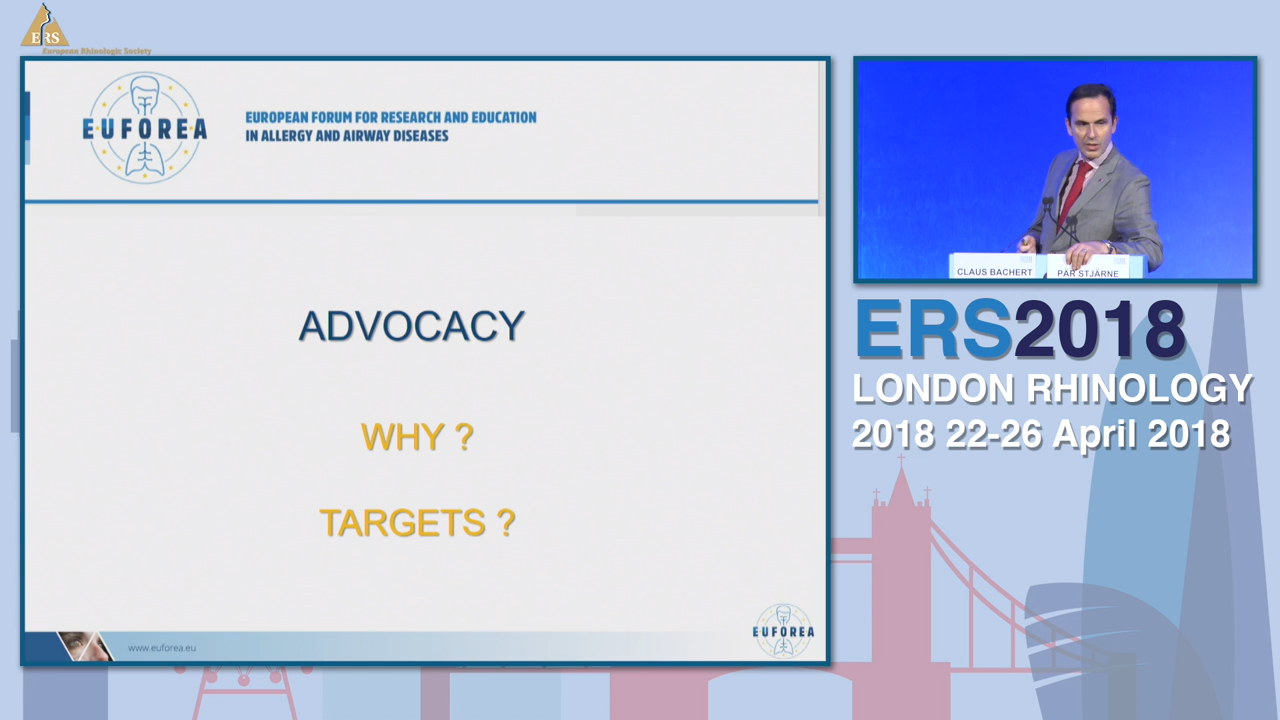 ERS
European Rhinologic Society
EUFOREA
EUROPEAN FORUM FOR RESEARCH AND EDUCATION
IN ALLERGY AND AIRWAY DISEASES
ADVOCACY
WHY ?
TARGETS ?
www.euforea.eu
EUFOREA
CLAUS BACHERT
PÄR STJÄRNE
ERS2018
LONDON RHINOLOGY
2018 22-26 April 2018